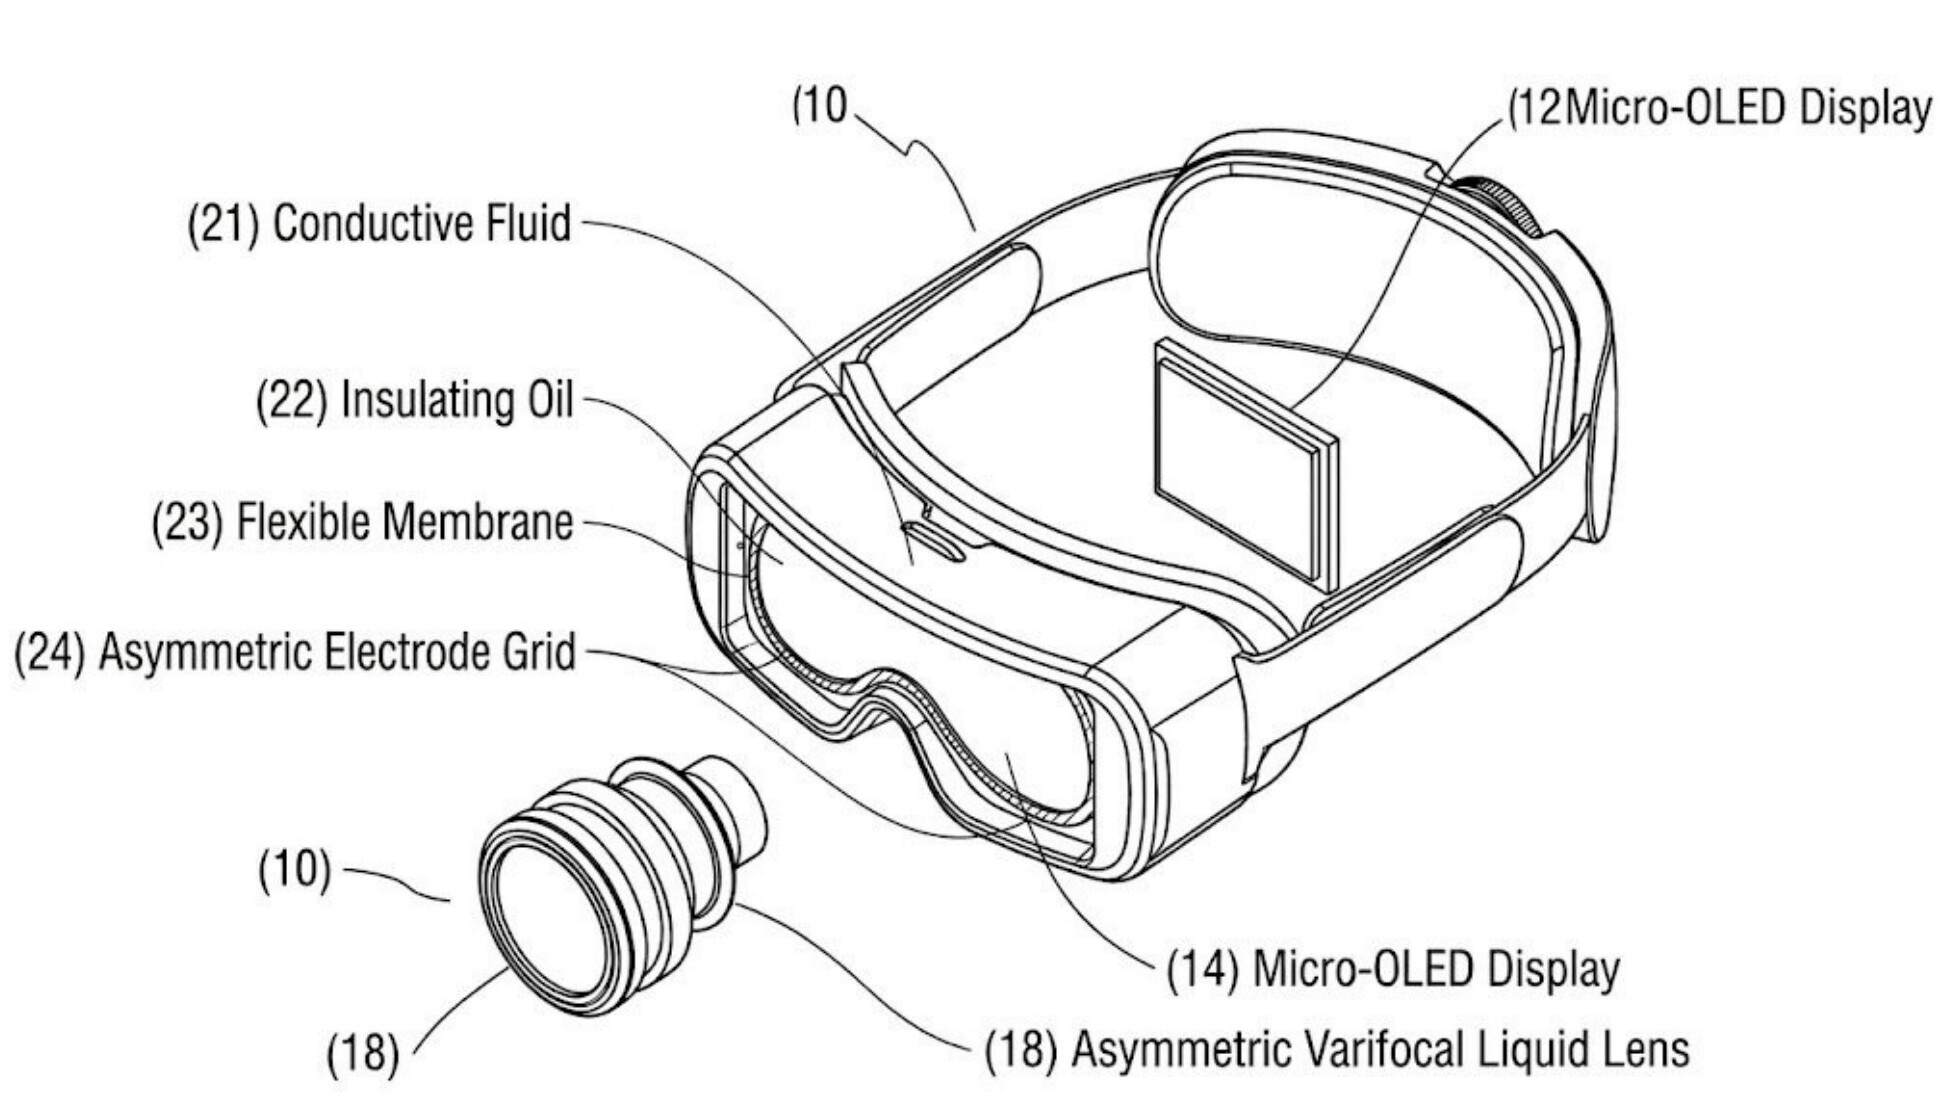 (10
(12Micro-OLED Display
(21) Conductive Fluid
(22) Insulating Oil
(23) Flexible Membrane
(24) Asymmetric Electrode Grid
(10)
(14) Micro-OLED Display
(18)
(18) Asymmetric Varifocal Liquid Lens